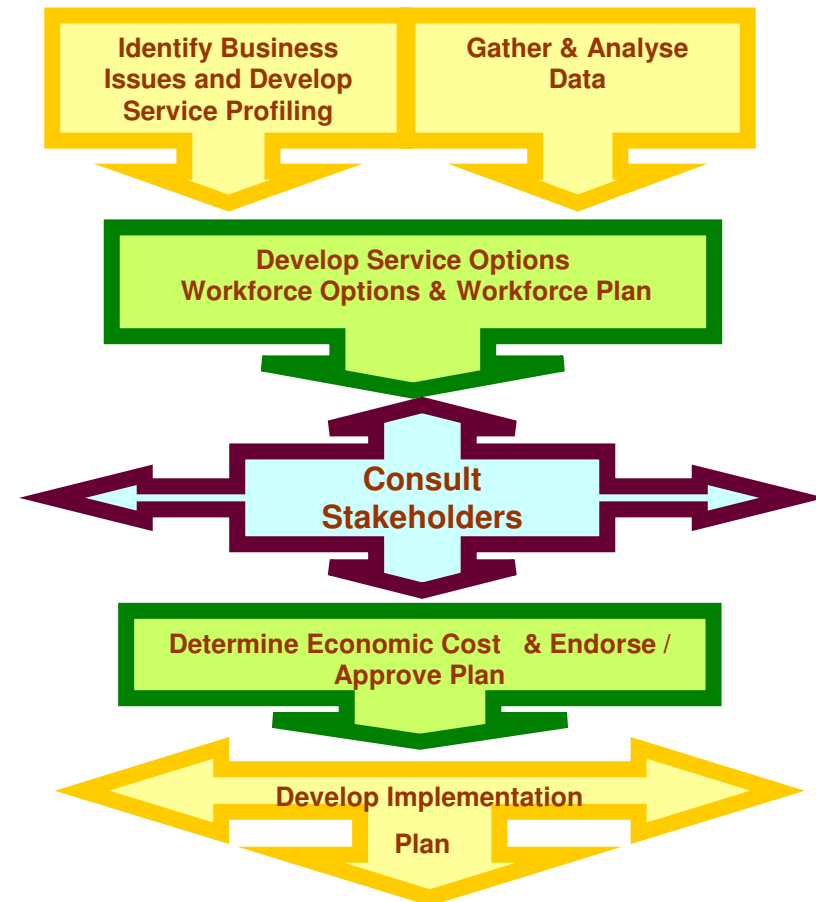 Identify Business
Issues and Develop
Service Profiling
Gather & Analyse
Data
Develop Service Options
Workforce Options & Workforce Plan
Consult
Stakeholders
Determine Economic Cost & Endorse /
Approve Plan
Develop Implementation
Plan